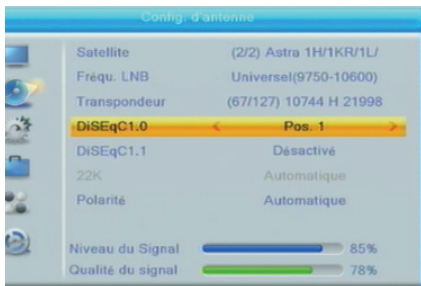 Config. d'antenne
Satellite (2/2) Astra 1H/1KR/1L/
Fréqu. LNB Universel(9750-10600)
Transpondeur (67/127) 10744 H 21998
DiSEqC1.0 < Pos. 1 >
DiSEqC1.1 Désactivé
22K Automatique
Polarité Automatique
Niveau du Signal 85%
Qualité du signal 78%